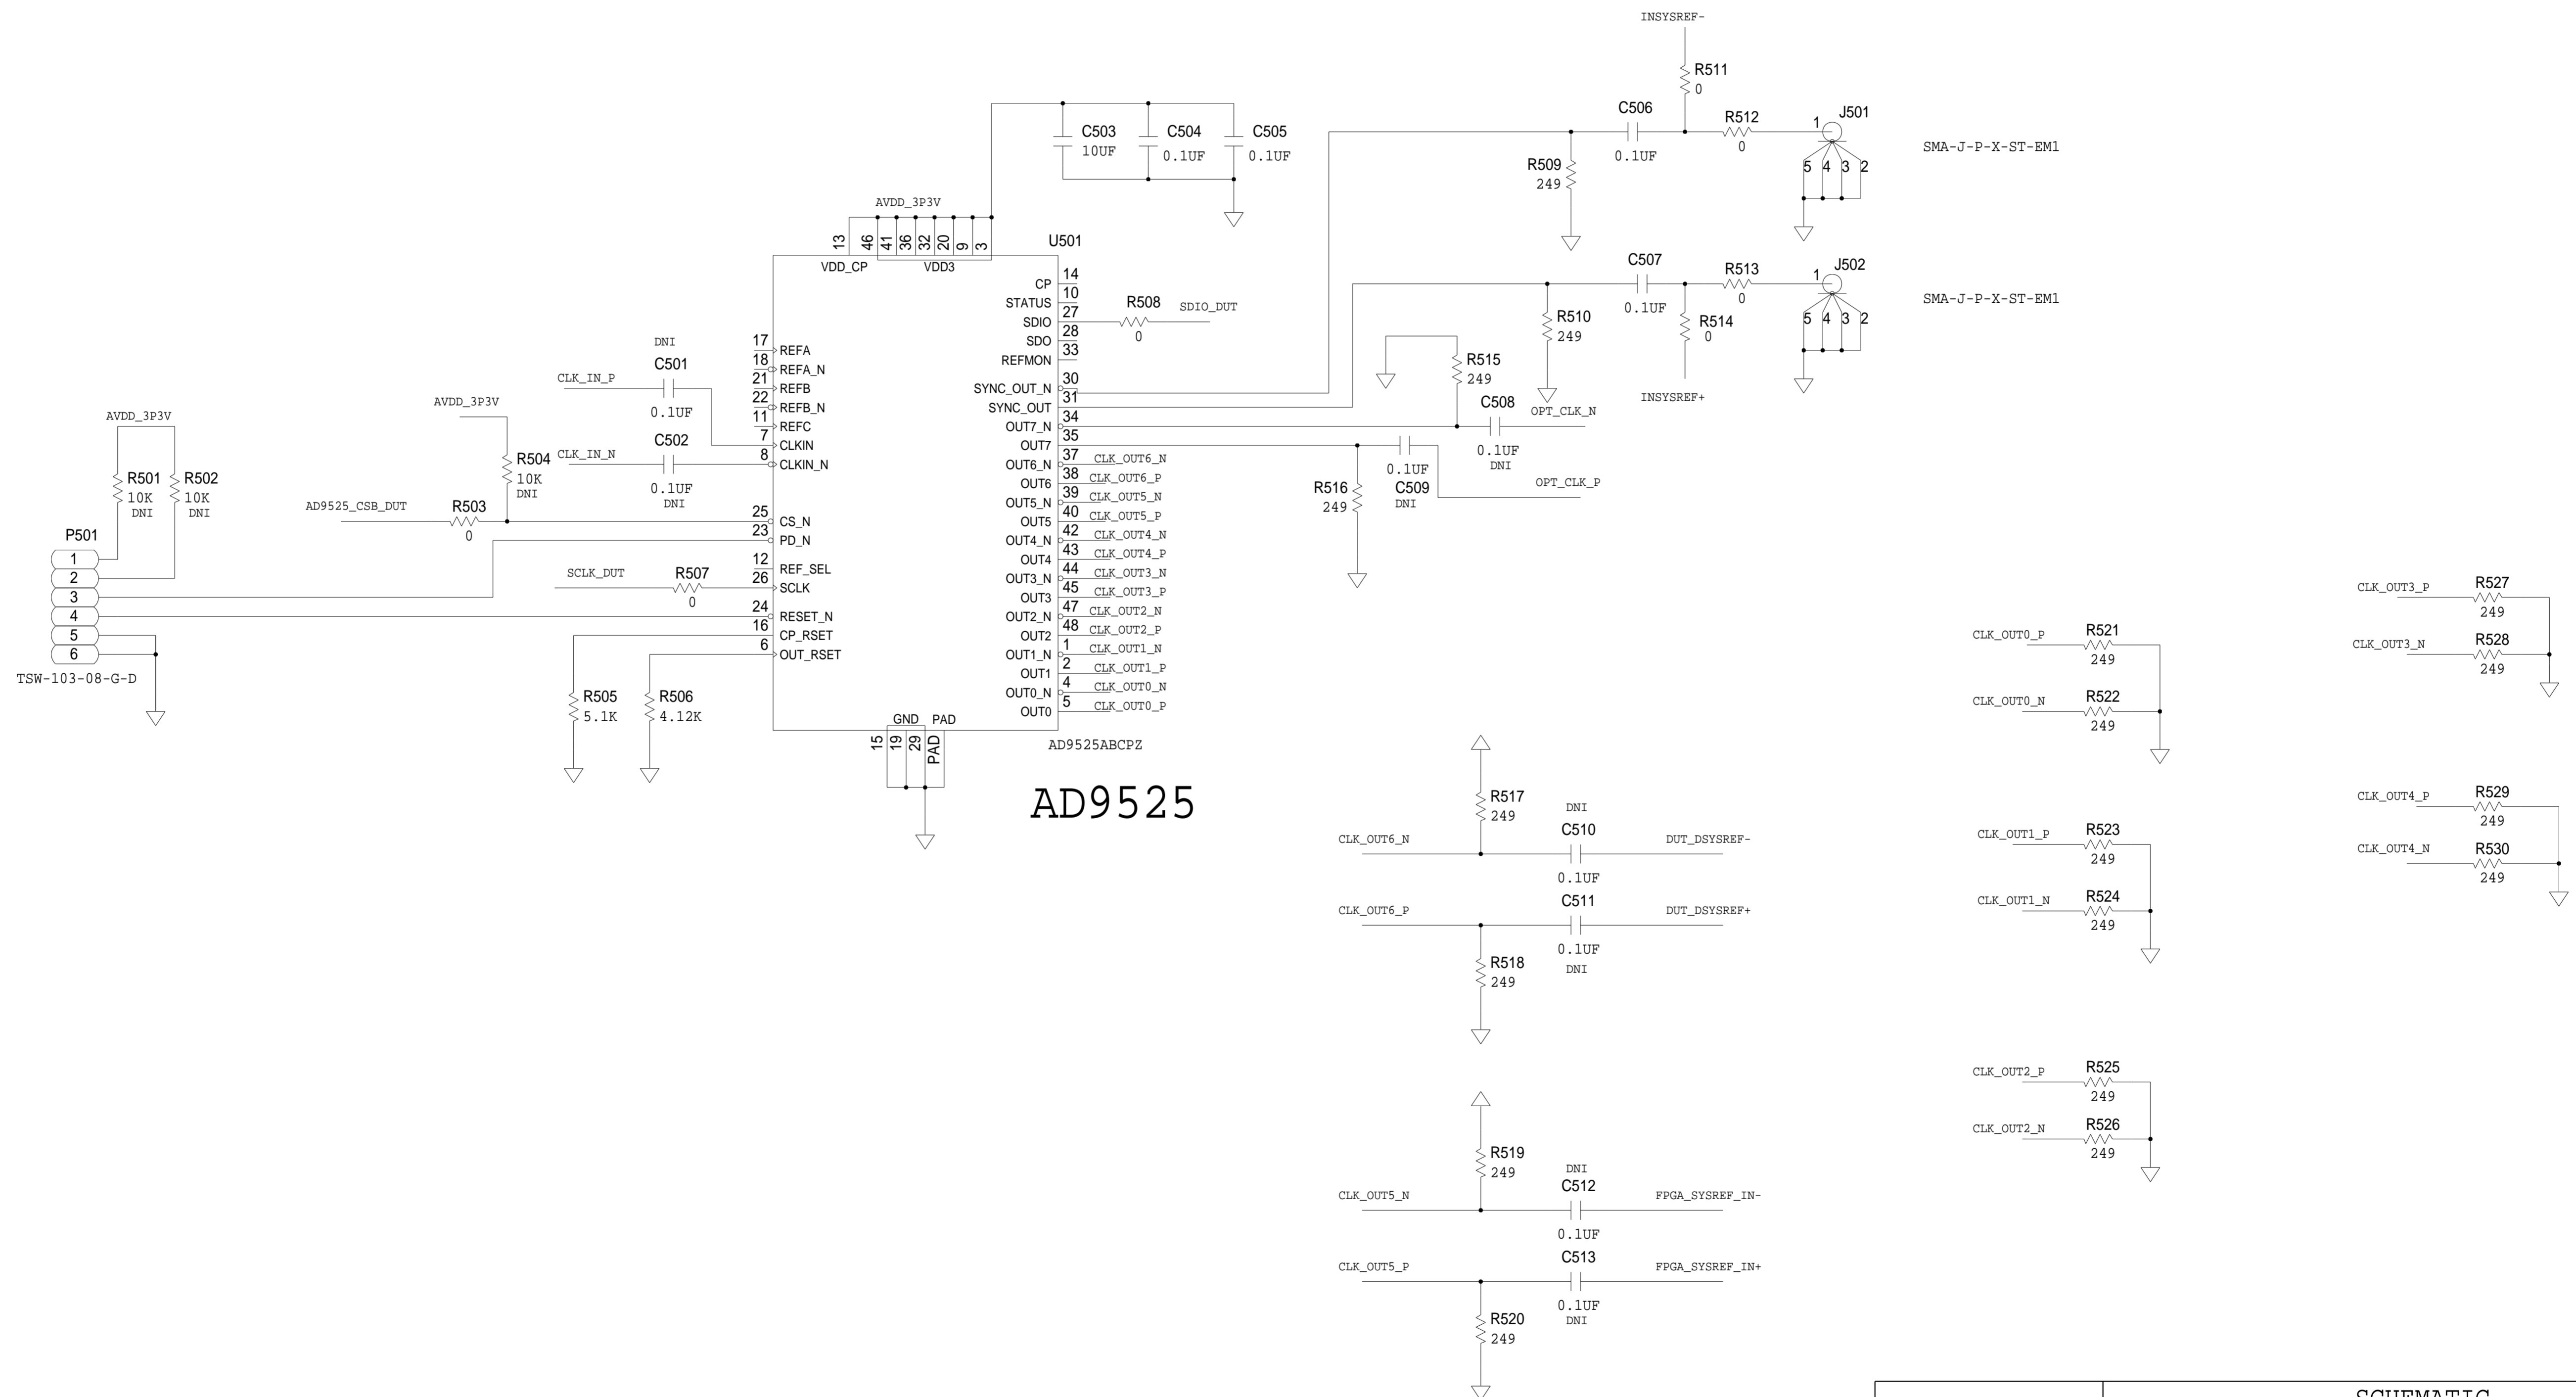 INSYSREF-
R511
0
C506
0.1UF
R512
0
1
J501
5 4 3 2
SMA-J-P-X-ST-EM1
R509
249
C503
10UF
C504
0.1UF
C505
0.1UF
AVDD_3P3V
13
46
41
36
32
20
9
3
U501
VDD_CP
VDD3
C507
0.1UF
R513
0
1
J502
5 4 3 2
SMA-J-P-X-ST-EM1
R510
249
R514
0
INSYSREF+
R508
0
SDIO_DUT
CP 14
STATUS 10
SDIO 27
SDO 28
REFMON 33
SYNC_OUT_N 30
SYNC_OUT 31
OUT7_N 34
OUT7 35
OUT6_N 37 CLK_OUT6_N
OUT6 38 CLK_OUT6_P
OUT5_N 39 CLK_OUT5_N
OUT5 40 CLK_OUT5_P
OUT4_N 42 CLK_OUT4_N
OUT4 43 CLK_OUT4_P
OUT3_N 44 CLK_OUT3_N
OUT3 45 CLK_OUT3_P
OUT2_N 47 CLK_OUT2_N
OUT2 48 CLK_OUT2_P
OUT1_N 1 CLK_OUT1_N
OUT1 2 CLK_OUT1_P
OUT0_N 4 CLK_OUT0_N
OUT0 5 CLK_OUT0_P
17 REFA
18 REFA_N
21 REFB
22 REFB_N
11 REFC
7 CLKIN
8 CLKIN_N
25 CS_N
23 PD_N
12 REF_SEL
26 SCLK
24 RESET_N
16 CP_RSET
6 OUT_RSET
GND PAD
15
19
29
PAD
AD9525ABCPZ
AD9525
DNI
C501
CLK_IN_P
0.1UF
C502
CLK_IN_N
0.1UF
DNI
AVDD_3P3V
R504
10K
DNI
AD9525_CSB_DUT
R503
0
AVDD_3P3V
R501
10K
DNI
R502
10K
DNI
P501
1
2
3
4
5
6
TSW-103-08-G-D
SCLK_DUT
R507
0
R505
5.1K
R506
4.12K
R515
249
C508
OPT_CLK_N
0.1UF
DNI
0.1UF
C509
DNI
OPT_CLK_P
R516
249
R517
249
DNI
C510
CLK_OUT6_N
DUT_DSYSREF-
0.1UF
C511
CLK_OUT6_P
DUT_DSYSREF+
0.1UF
DNI
R518
249
R519
249
DNI
C512
CLK_OUT5_N
FPGA_SYSREF_IN-
0.1UF
C513
CLK_OUT5_P
FPGA_SYSREF_IN+
0.1UF
DNI
R520
249
CLK_OUT0_P
R521
249
CLK_OUT0_N
R522
249
CLK_OUT1_P
R523
249
CLK_OUT1_N
R524
249
CLK_OUT2_P
R525
249
CLK_OUT2_N
R526
249
CLK_OUT3_P
R527
249
CLK_OUT3_N
R528
249
CLK_OUT4_P
R529
249
CLK_OUT4_N
R530
249
SCHEMATIC